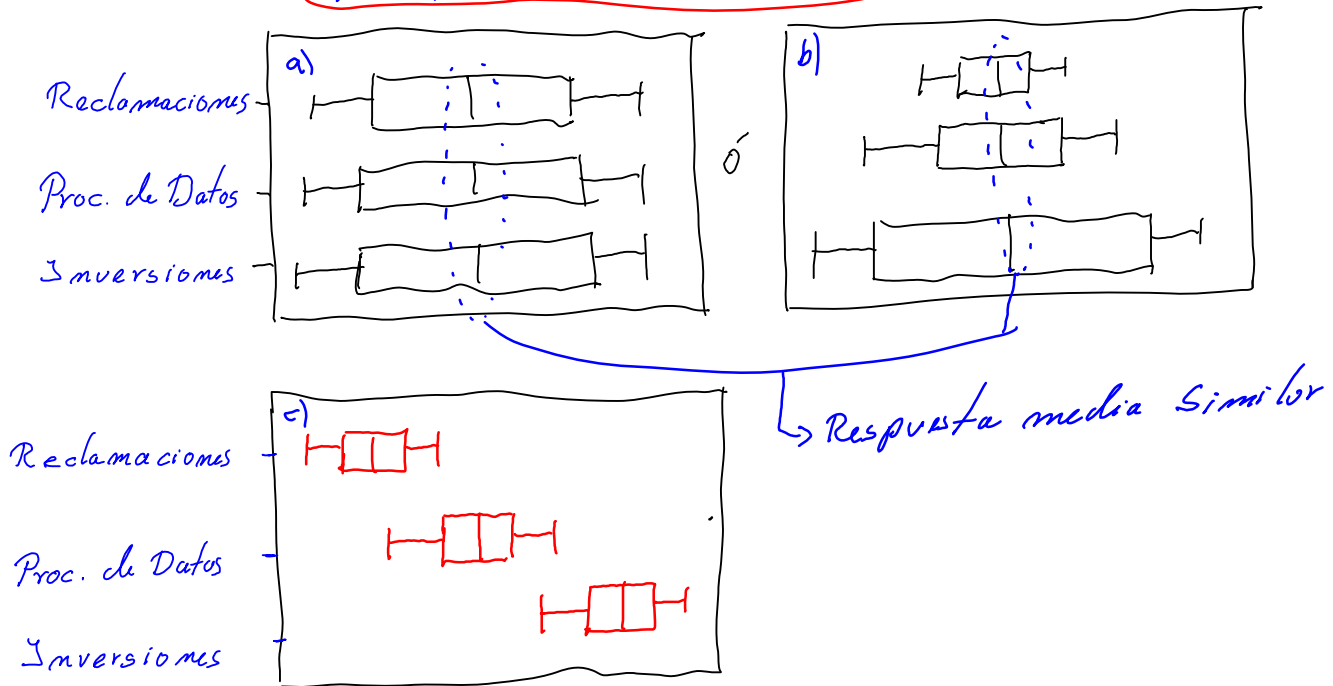 a)
b)
Reclamaciones
Proc. de Datos
Inversiones
ó
Respuesta media Similar
c)
Reclamaciones
Proc. de Datos
Inversiones